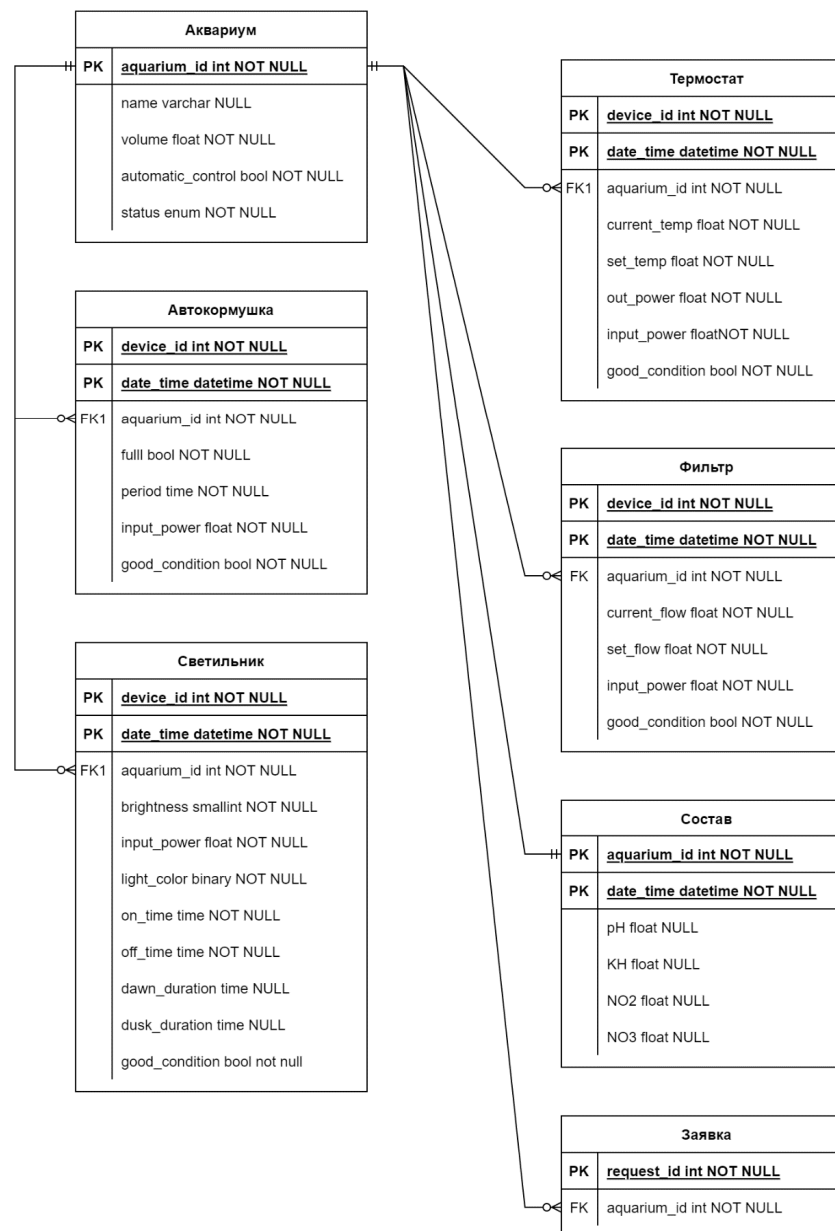 Аквариум
PK aquarium_id int NOT NULL
name varchar NULL
volume float NOT NULL
automatic_control bool NOT NULL
status enum NOT NULL
Автокормушка
PK device_id int NOT NULL
PK date_time datetime NOT NULL
FK1 aquarium_id int NOT NULL
fulll bool NOT NULL
period time NOT NULL
input_power float NOT NULL
good_condition bool NOT NULL
Светильник
PK device_id int NOT NULL
PK date_time datetime NOT NULL
FK1 aquarium_id int NOT NULL
brightness smallint NOT NULL
input_power float NOT NULL
light_color binary NOT NULL
on_time time NOT NULL
off_time time NOT NULL
dawn_duration time NULL
dusk_duration time NULL
good_condition bool not null
Термостат
PK device_id int NOT NULL
PK date_time datetime NOT NULL
FK1 aquarium_id int NOT NULL
current_temp float NOT NULL
set_temp float NOT NULL
out_power float NOT NULL
input_power floatNOT NULL
good_condition bool NOT NULL
Фильтр
PK device_id int NOT NULL
PK date_time datetime NOT NULL
FK aquarium_id int NOT NULL
current_flow float NOT NULL
set_flow float NOT NULL
input_power float NOT NULL
good_condition bool NOT NULL
Состав
PK aquarium_id int NOT NULL
PK date_time datetime NOT NULL
pH float NULL
KH float NULL
NO2 float NULL
NO3 float NULL
Заявка
PK request_id int NOT NULL
FK aquarium_id int NOT NULL